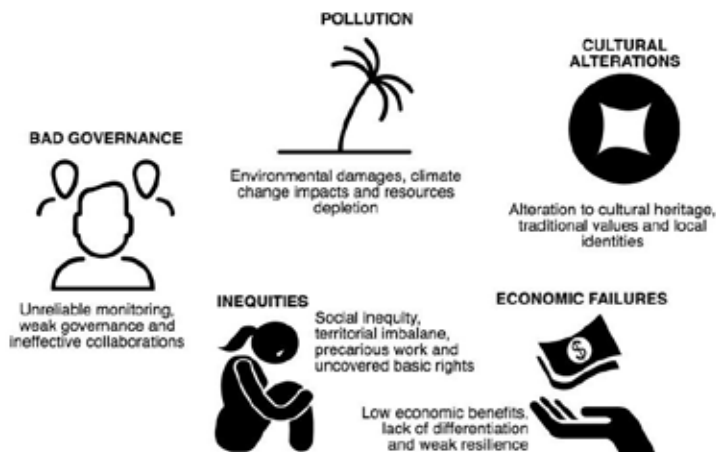 POLLUTION
Environmental damages, climate
change impacts and resources
depletion
CULTURAL
ALTERATIONS
Alteration to cultural heritage,
traditional values and local
identities
BAD GOVERNANCE
Unreliable monitoring,
weak governance and
ineffective collaborations
INEQUITIES
Social inequity,
territorial imbalane,
precarious work and
uncovered basic rights
ECONOMIC FAILURES
$
Low economic benefits,
lack of differentiation
and weak resilience